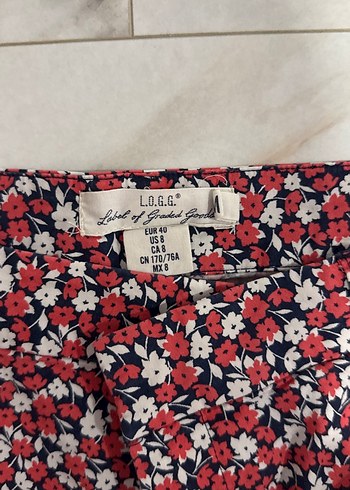 L.O.G.G.®
Label of Graded Goods
EUR 40
US 8
CA 8
CN 170/76A
MX 8